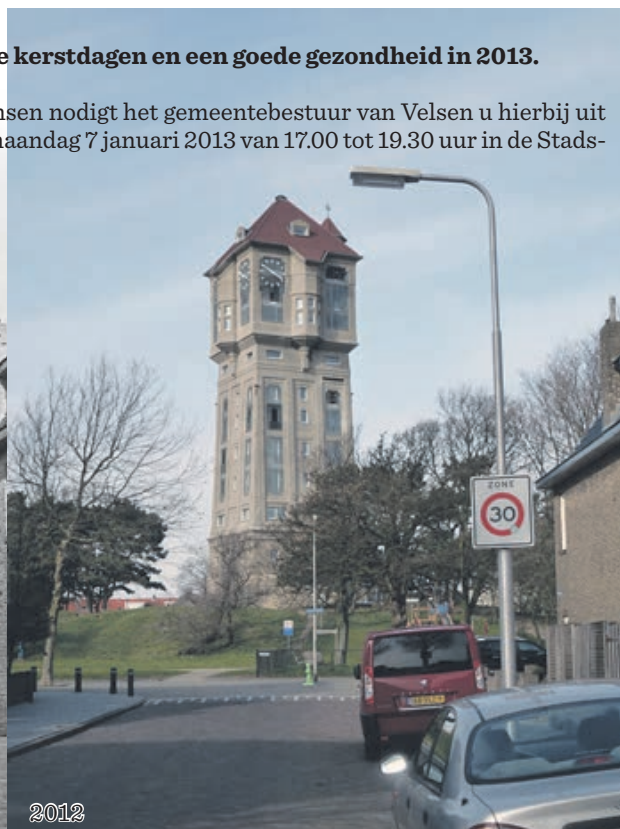 e kerstdagen en een goede gezondheid in 2013.
nsen nodigt het gemeentebestuur van Velsen u hierbij uit
maandag 7 januari 2013 van 17.00 tot 19.30 uur in de Stads-
ZONE
30
2012